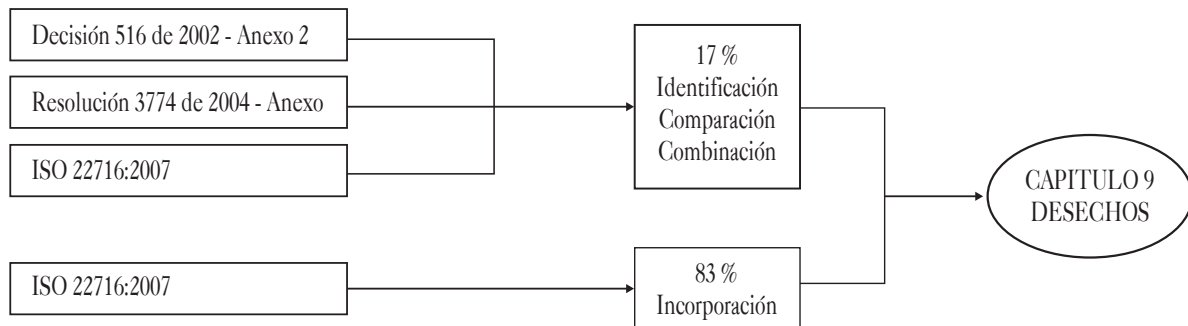 Decisión 516 de 2002 - Anexo 2
Resolución 3774 de 2004 - Anexo
ISO 22716:2007
17 %
Identificación
Comparación
Combinación
CAPITULO 9
DESECHOS
ISO 22716:2007
83 %
Incorporación